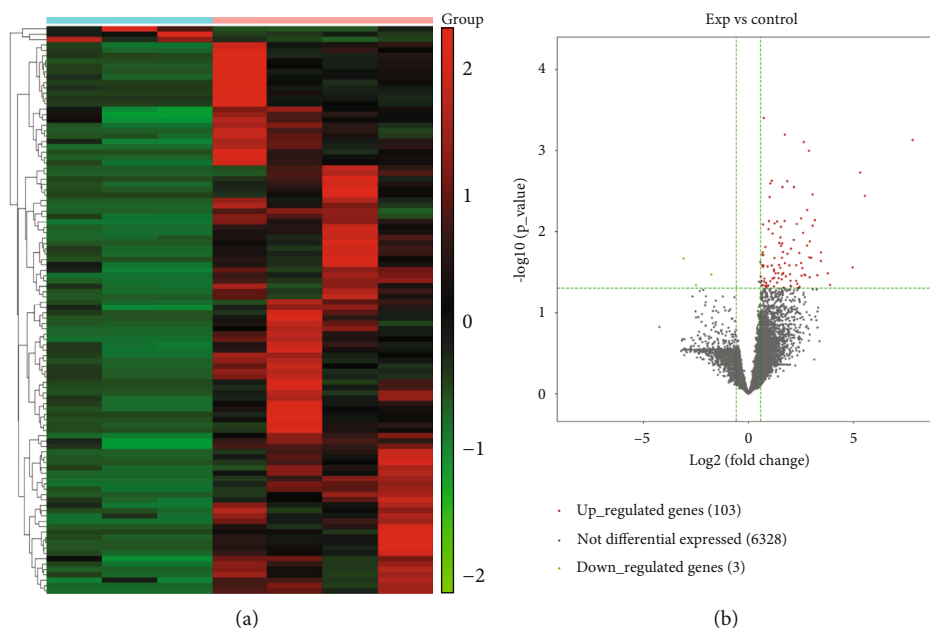 Group
2
1
0
−1
−2
(a)
Exp vs control
4
3
2
1
0
-log10 (p_value)
−5
0
5
Log2 (fold change)
Up_regulated genes (103)
Not differential expressed (6328)
Down_regulated genes (3)
(b)